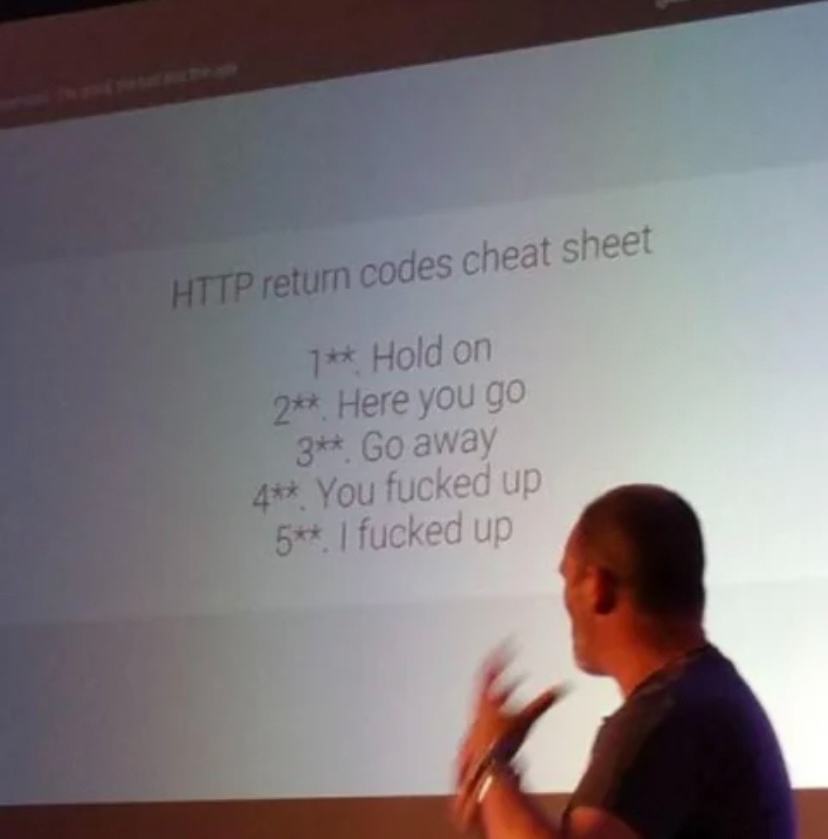 HTTP return codes cheat sheet
1**. Hold on
2**. Here you go
3**. Go away
4**. You fucked up
5**. I fucked up